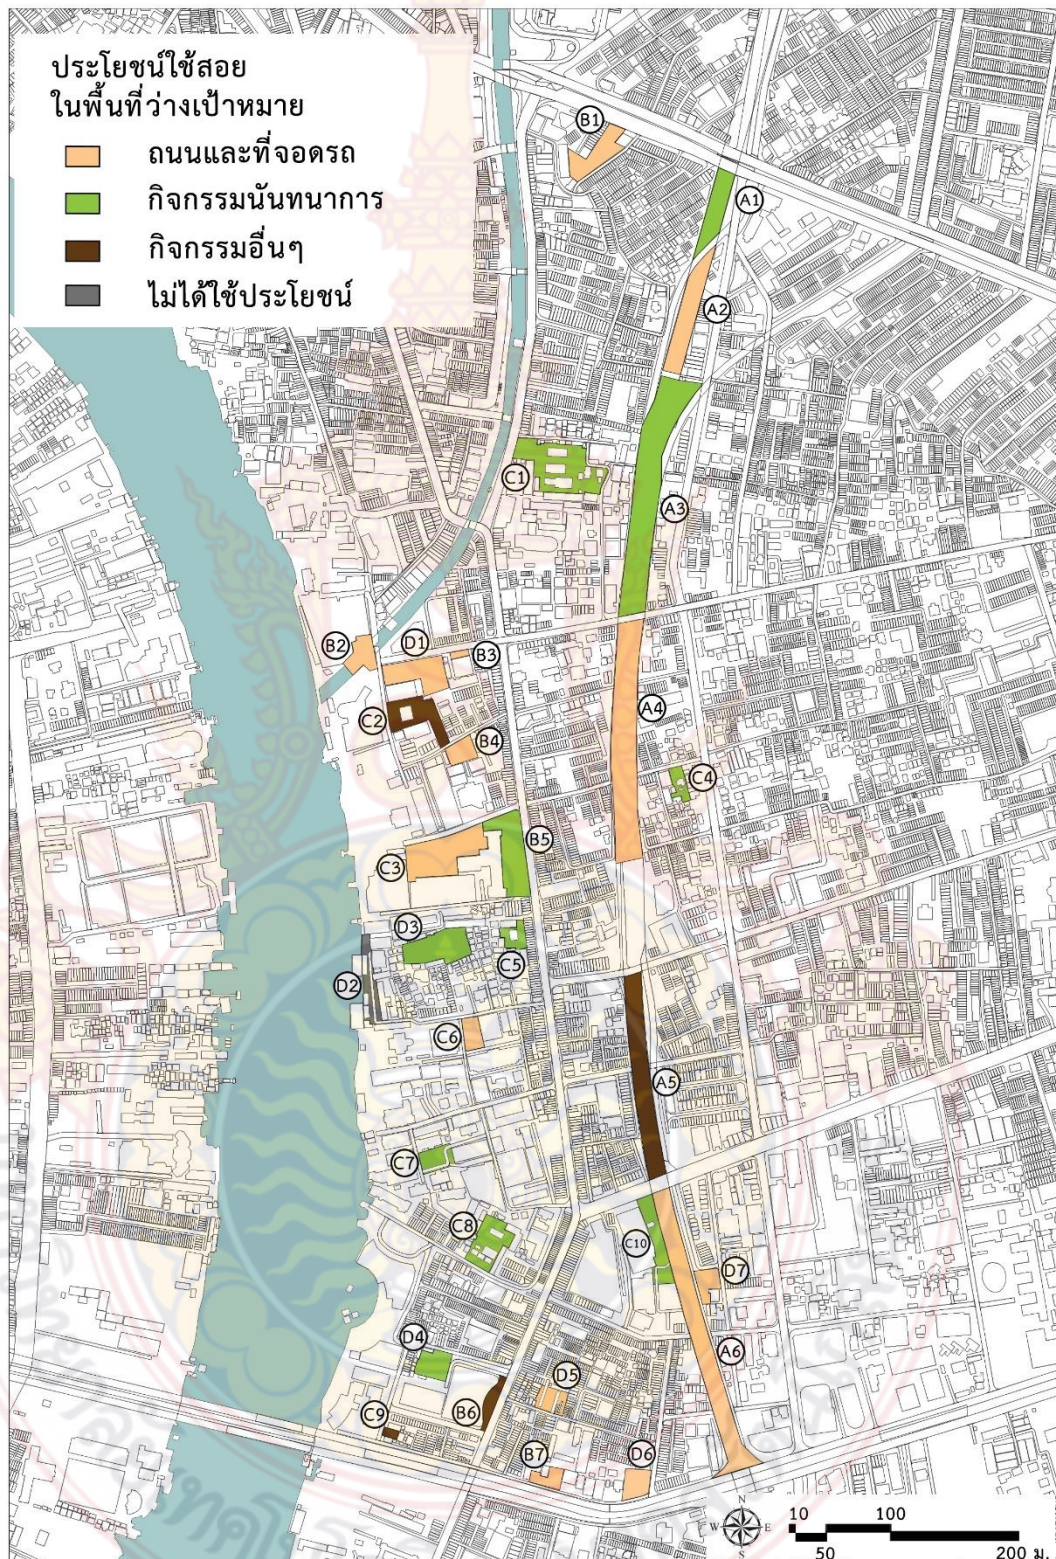 ประโยชน์ใช้สอย
ในพื้นที่ว่างเป้าหมาย
ถนนและที่จอดรถ
กิจกรรมนันทนาการ
กิจกรรมอื่นๆ
ไม่ได้ใช้ประโยชน์
B1
A1
A2
C1
A3
B2
D1
B3
A4
C2
B4
C4
B5
C3
D3
C5
D2
C6
A5
C7
C8
C10
D7
D4
A6
D5
C9
B6
B7
D6
N
W
E
S
10
100
50
200 ม.